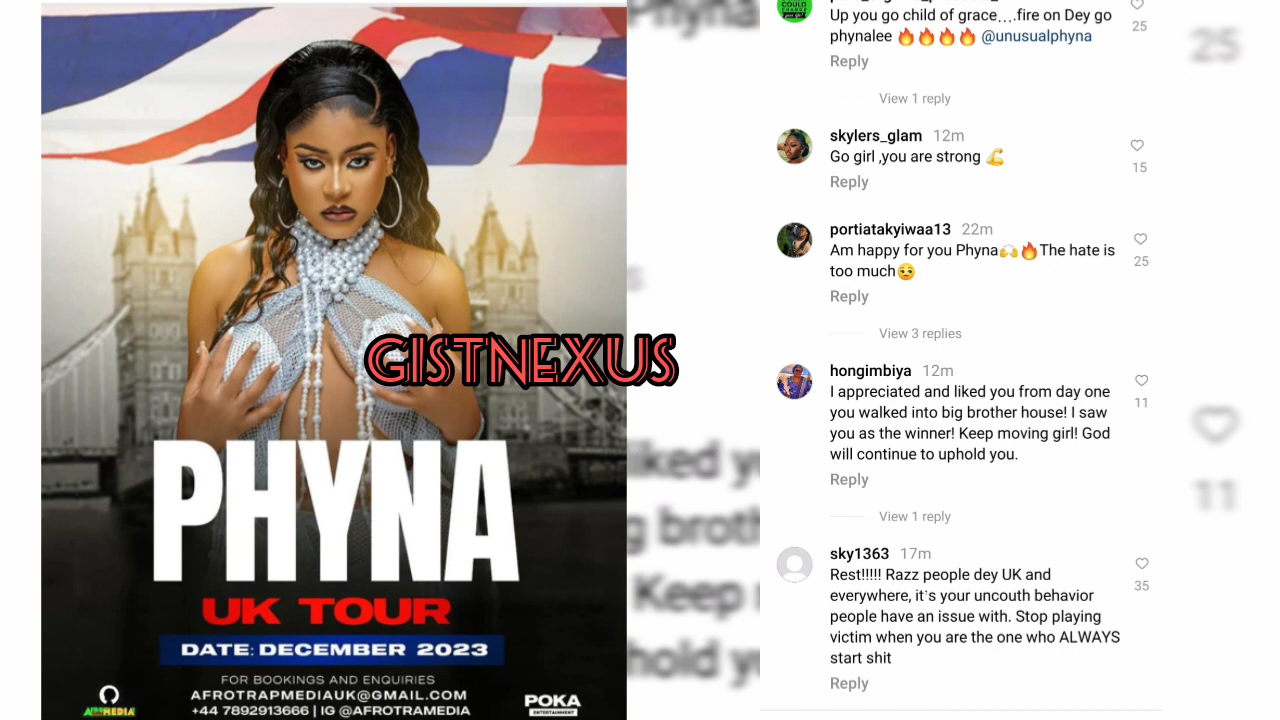 PHYNA
UK TOUR
DATE: DECEMBER 2023
FOR BOOKINGS AND ENQUIRIES
AFROTRAPMEDIAUK@GMAIL.COM
+44 7892913666 | IG @AFROTRAMEDIA
POKA
ENTERTAINMENT
GISTNEXUS
Up you go child of grace....fire on Dey go
phynalee 🔥🔥🔥🔥 @unusualphyna
25
Reply
View 1 reply
skylers_glam 12m
Go girl ,you are strong 💪
15
Reply
portiatakyiwaa13 22m
Am happy for you Phyna🙌🔥The hate is
too much😒
25
Reply
View 3 replies
hongimbiya 12m
I appreciated and liked you from day one
you walked into big brother house! I saw
you as the winner! Keep moving girl! God
will continue to uphold you.
11
Reply
View 1 reply
sky1363 17m
Rest!!!!! Razz people dey UK and
everywhere, it's your uncouth behavior
people have an issue with. Stop playing
victim when you are the one who ALWAYS
start shit
35
Reply